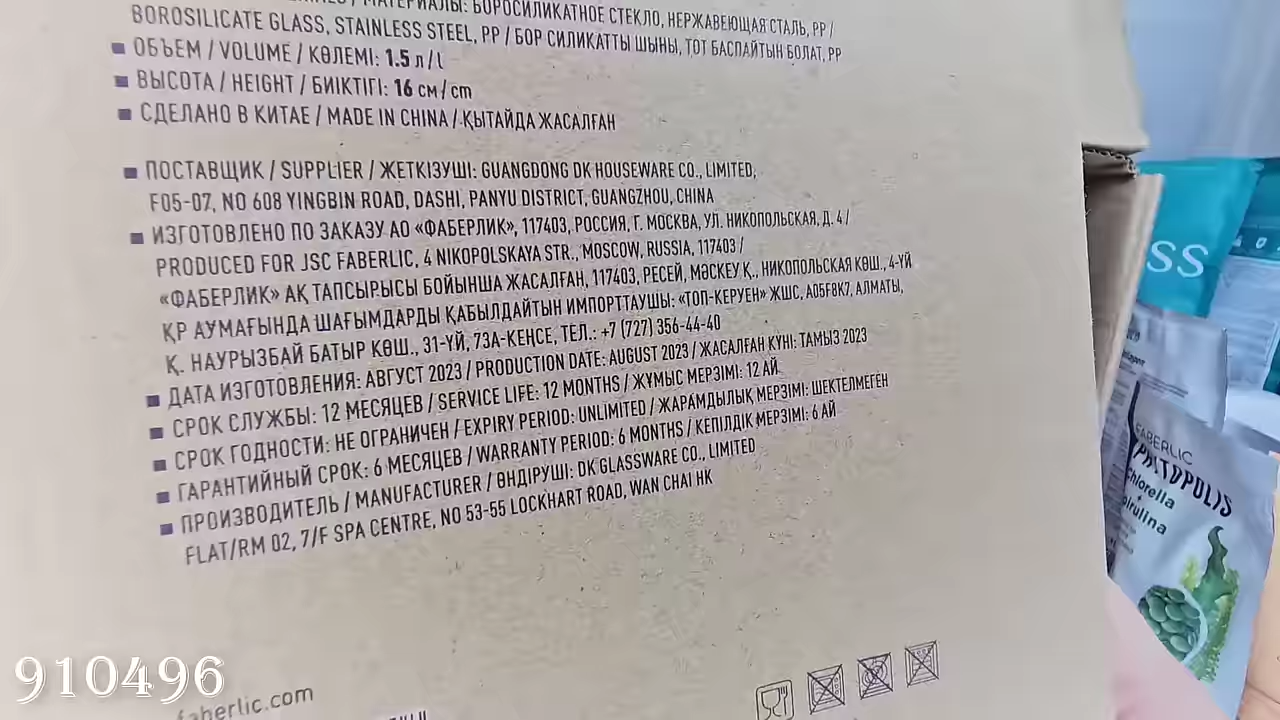 МАТЕРИАЛЫ: БОРОСИЛИКАТНОЕ СТЕКЛО, НЕРЖАВЕЮЩАЯ СТАЛЬ, PP /
BOROSILICATE GLASS, STAINLESS STEEL, PP / БОР СИЛИКАТТЫ ШЫНЫ, ТОТ БАСПАЙТЫН БОЛАТ, PP
■ ОБЪЕМ / VOLUME / КӨЛЕМІ: 1.5 л / l
■ ВЫСОТА / HEIGHT / БИІКТІГІ: 16 см / cm
■ СДЕЛАНО В КИТАЕ / MADE IN CHINA / ҚЫТАЙДА ЖАСАЛҒАН
■ ПОСТАВЩИК / SUPPLIER / ЖЕТКІЗУШІ: GUANGDONG DK HOUSEWARE CO., LIMITED,
F05-07, NO 608 YINGBIN ROAD, DASHI, PANYU DISTRICT, GUANGZHOU, CHINA
■ ИЗГОТОВЛЕНО ПО ЗАКАЗУ АО «ФАБЕРЛИК», 117403, РОССИЯ, Г. МОСКВА, УЛ. НИКОПОЛЬСКАЯ, Д. 4 /
PRODUCED FOR JSC FABERLIC, 4 NIKOPOLSKAYA STR., MOSCOW, RUSSIA, 117403 /
«ФАБЕРЛИК» АҚ ТАПСЫРЫСЫ БОЙЫНША ЖАСАЛҒАН, 117403, РЕСЕЙ, МӘСКЕУ Қ., НИКОПОЛЬСКАЯ КӨШ., 4-ҮЙ
ҚР АУМАҒЫНДА ШАҒЫМДАРДЫ ҚАБЫЛДАЙТЫН ИМПОРТТАУШЫ: «ТОП-КЕРУЕН» ЖШС, A05F8K7, АЛМАТЫ,
Қ. НАУРЫЗБАЙ БАТЫР КӨШ., 31-ҮЙ, 73А-КЕҢСЕ, ТЕЛ.: +7 (727) 356-44-40
■ ДАТА ИЗГОТОВЛЕНИЯ: АВГУСТ 2023 / PRODUCTION DATE: AUGUST 2023 / ЖАСАЛҒАН КҮНІ: ТАМЫЗ 2023
■ СРОК СЛУЖБЫ: 12 МЕСЯЦЕВ / SERVICE LIFE: 12 MONTHS / ЖҰМЫС МЕРЗІМІ: 12 АЙ
■ СРОК ГОДНОСТИ: НЕ ОГРАНИЧЕН / EXPIRY PERIOD: UNLIMITED / ЖАРАМДЫЛЫҚ МЕРЗІМІ: ШЕКТЕЛМЕГЕН
■ ГАРАНТИЙНЫЙ СРОК: 6 МЕСЯЦЕВ / WARRANTY PERIOD: 6 MONTHS / КЕПІЛДІК МЕРЗІМІ: 6 АЙ
■ ПРОИЗВОДИТЕЛЬ / MANUFACTURER / ӨНДІРУШІ: DK GLASSWARE CO., LIMITED
FLAT/RM 02, 7/F SPA CENTRE, NO 53-55 LOCKHART ROAD, WAN CHAI HK
faberlic.com
910496
SS
FABERLIC
PHYTOPOLIS
Chlorella
+
spirulina